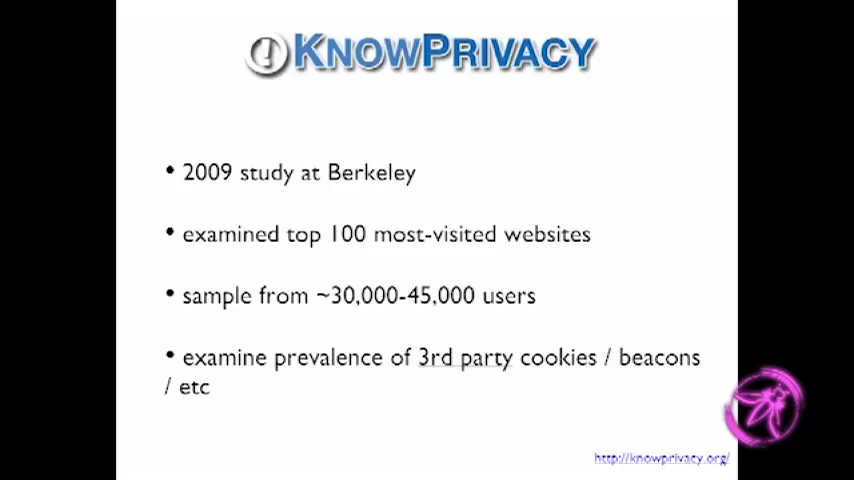 KNOWPRIVACY
• 2009 study at Berkeley
• examined top 100 most-visited websites
• sample from ~30,000-45,000 users
• examine prevalence of 3rd party cookies / beacons
/ etc
http://knowprivacy.org/